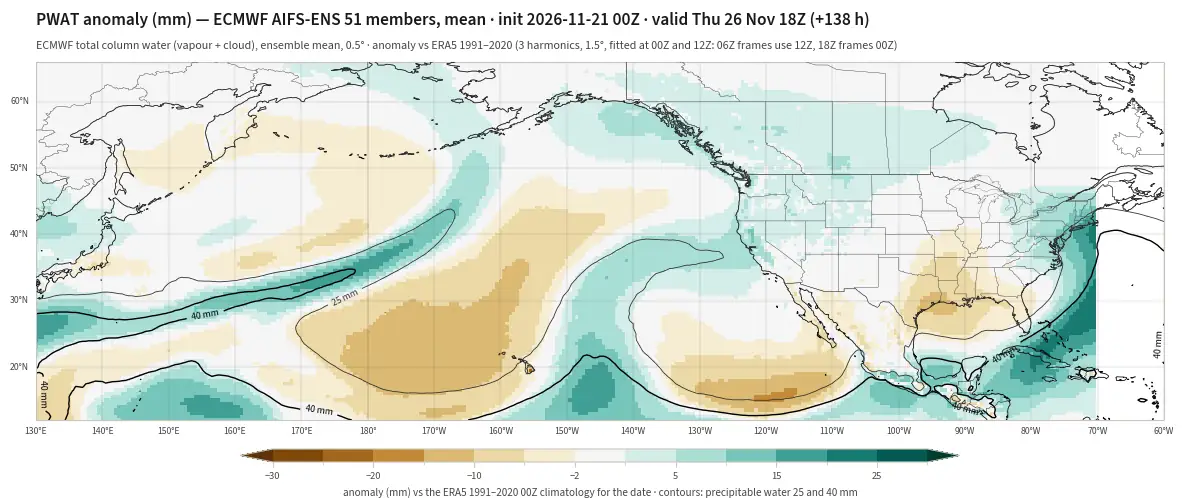 PWAT anomaly (mm) — ECMWF AIFS-ENS 51 members, mean · init 2026-11-21 00Z · valid Thu 26 Nov 18Z (+138 h)
ECMWF total column water (vapour + cloud), ensemble mean, 0.5° · anomaly vs ERA5 1991–2020 (3 harmonics, 1.5°, fitted at 00Z and 12Z: 06Z frames use 12Z, 18Z frames 00Z)
60°N
50°N
40°N
30°N
20°N
25 mm
40 mm
40 mm
40 mm
40 mm
40 mm
40 mm
130°E 140°E 150°E 160°E 170°E 180° 170°W 160°W 150°W 140°W 130°W 120°W 110°W 100°W 90°W 80°W 70°W 60°W
−30 −20 −10 −2 5 15 25
anomaly (mm) vs the ERA5 1991–2020 00Z climatology for the date · contours: precipitable water 25 and 40 mm